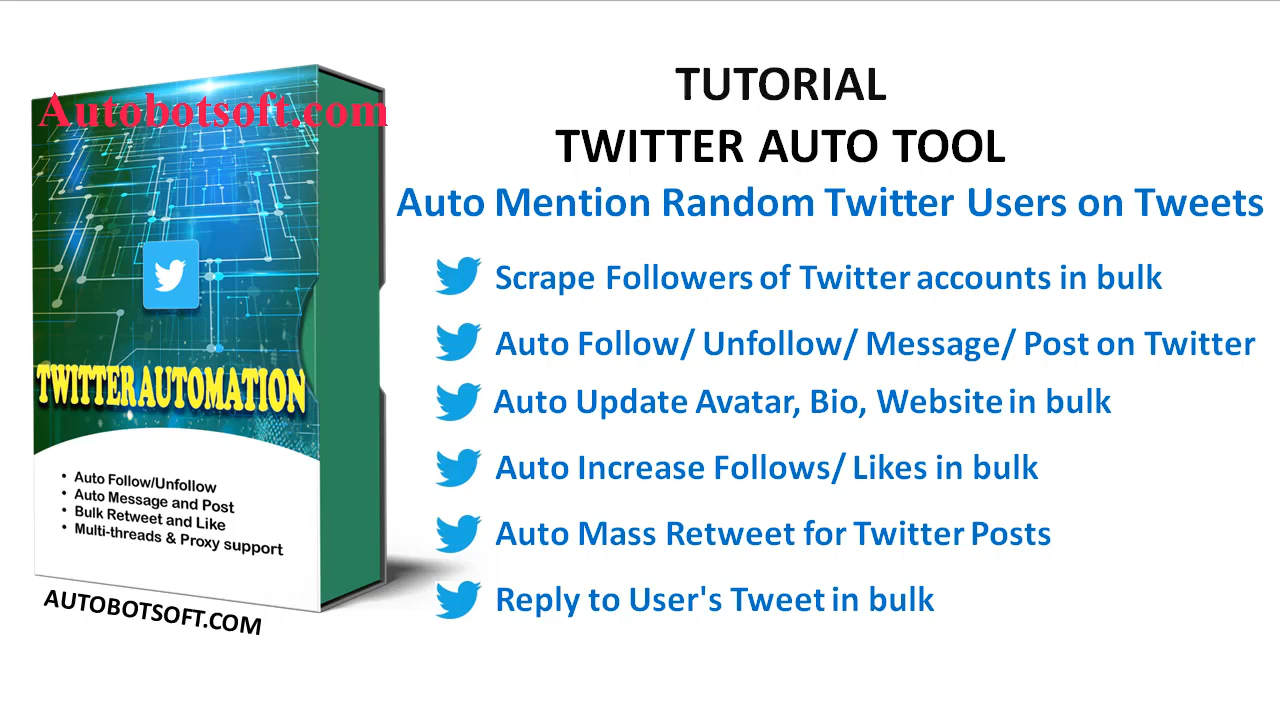 Autobotsoft.com
TWITTER AUTOMATION
• Auto Follow/Unfollow
• Auto Message and Post
• Bulk Retweet and Like
• Multi-threads & Proxy support
AUTOBOTSOFT.COM
TUTORIAL
TWITTER AUTO TOOL
Auto Mention Random Twitter Users on Tweets
Scrape Followers of Twitter accounts in bulk
Auto Follow/ Unfollow/ Message/ Post on Twitter
Auto Update Avatar, Bio, Website in bulk
Auto Increase Follows/ Likes in bulk
Auto Mass Retweet for Twitter Posts
Reply to User's Tweet in bulk